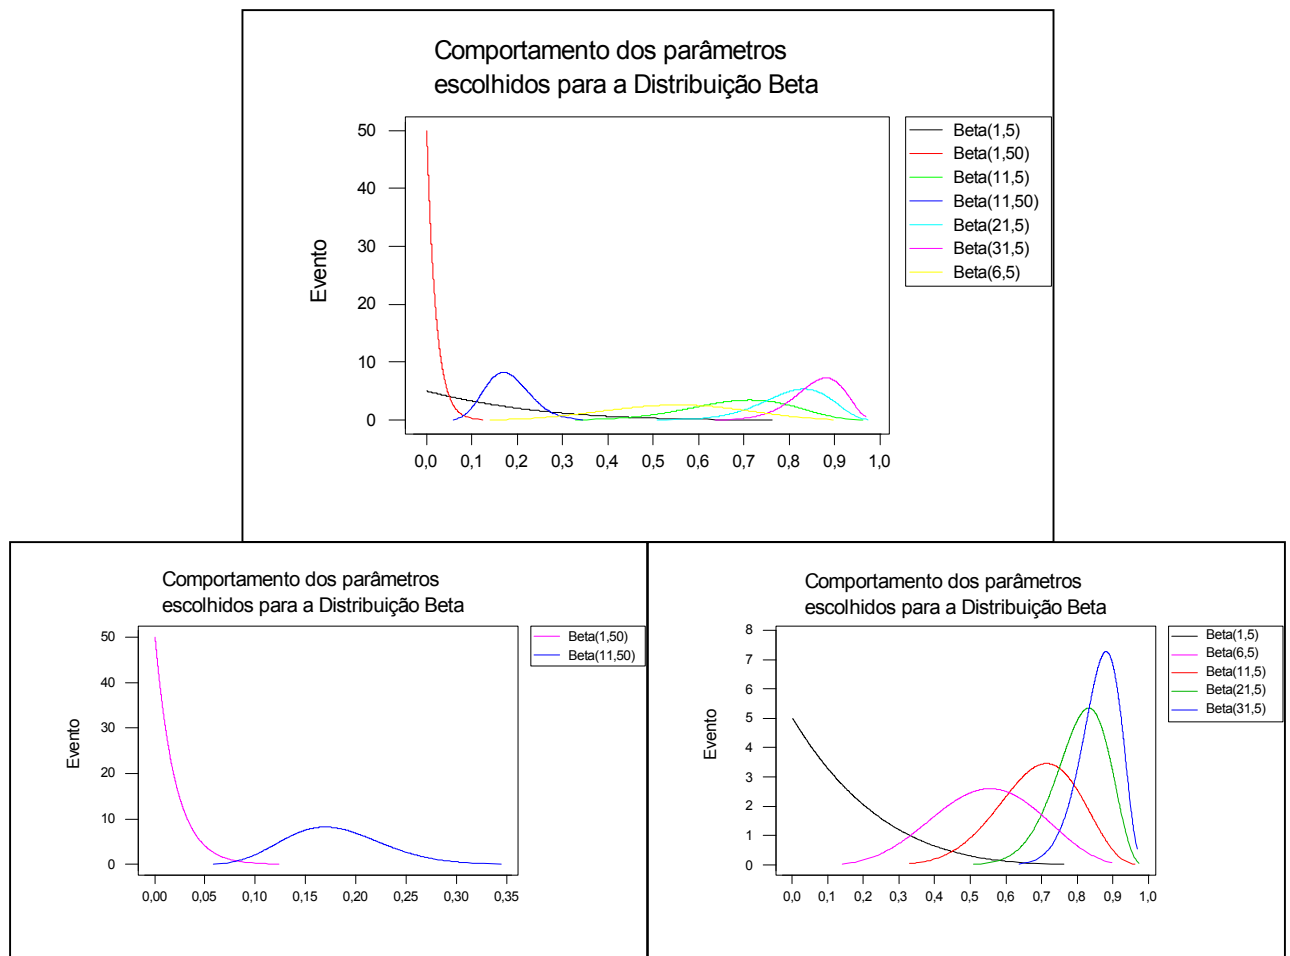 Comportamento dos parâmetros
escolhidos para a Distribuição Beta
50
40
30
20
10
0
Evento
0,0 0,1 0,2 0,3 0,4 0,5 0,6 0,7 0,8 0,9 1,0
Beta(1,5)
Beta(1,50)
Beta(11,5)
Beta(11,50)
Beta(21,5)
Beta(31,5)
Beta(6,5)
Comportamento dos parâmetros
escolhidos para a Distribuição Beta
50
40
30
20
10
0
Evento
0,00 0,05 0,10 0,15 0,20 0,25 0,30 0,35
Beta(1,50)
Beta(11,50)
Comportamento dos parâmetros
escolhidos para a Distribuição Beta
8
7
6
5
4
3
2
1
0
Evento
0,0 0,1 0,2 0,3 0,4 0,5 0,6 0,7 0,8 0,9 1,0
Beta(1,5)
Beta(6,5)
Beta(11,5)
Beta(21,5)
Beta(31,5)